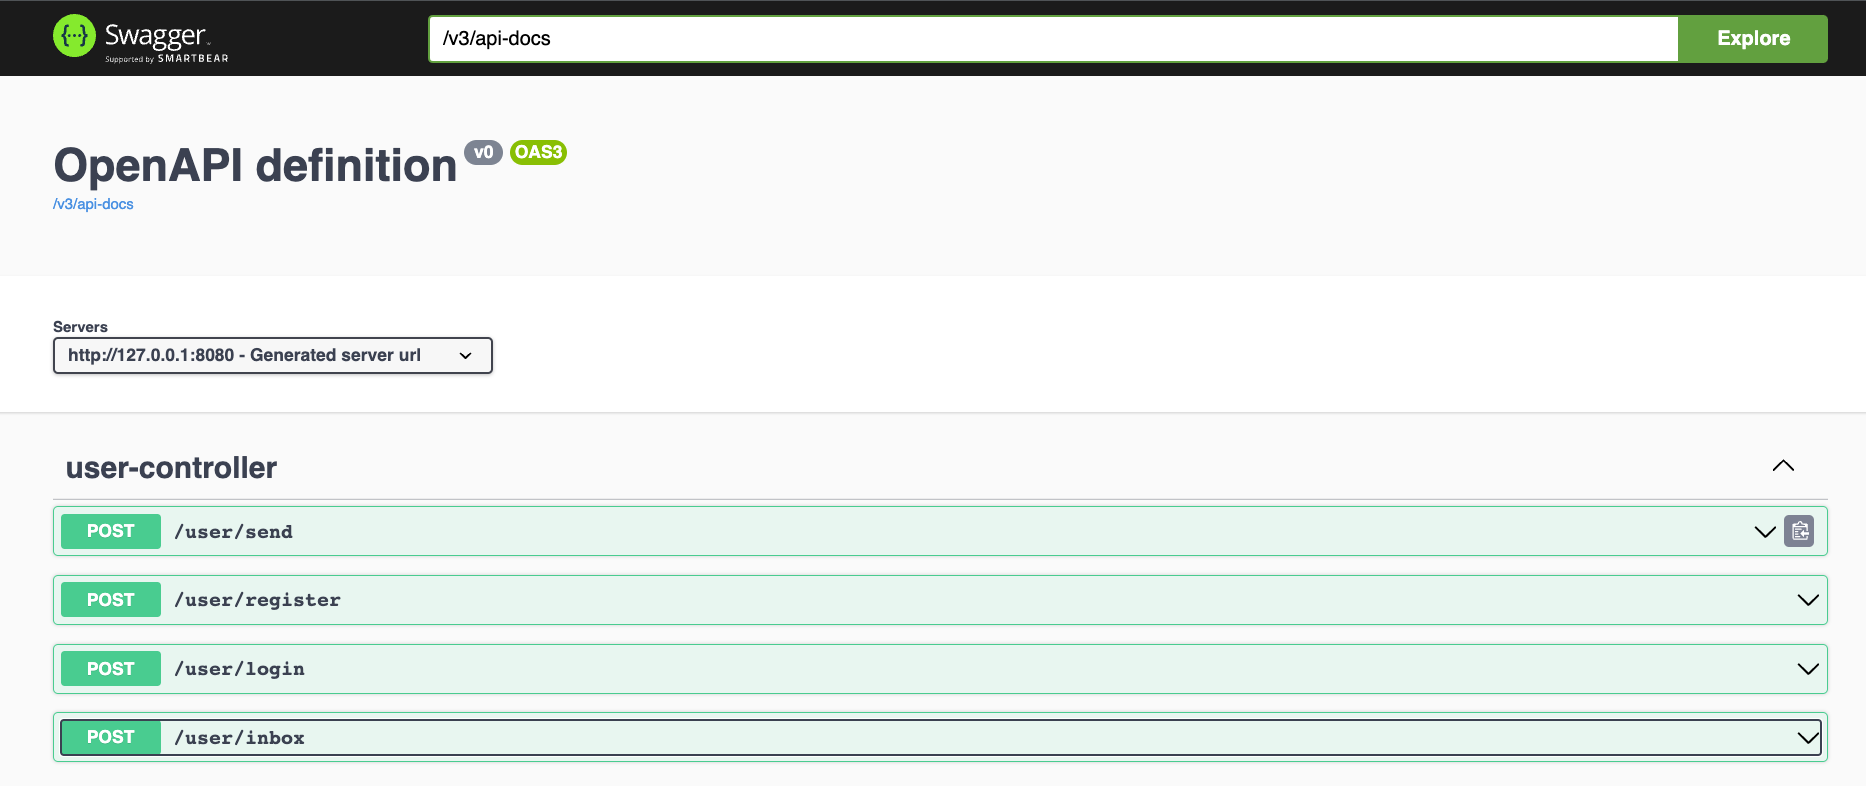 {···} Swagger™
Supported by SMARTBEAR
/v3/api-docs
Explore
OpenAPI definition v0 OAS3
/v3/api-docs
Servers
http://127.0.0.1:8080 - Generated server url
user-controller
POST /user/send
POST /user/register
POST /user/login
POST /user/inbox